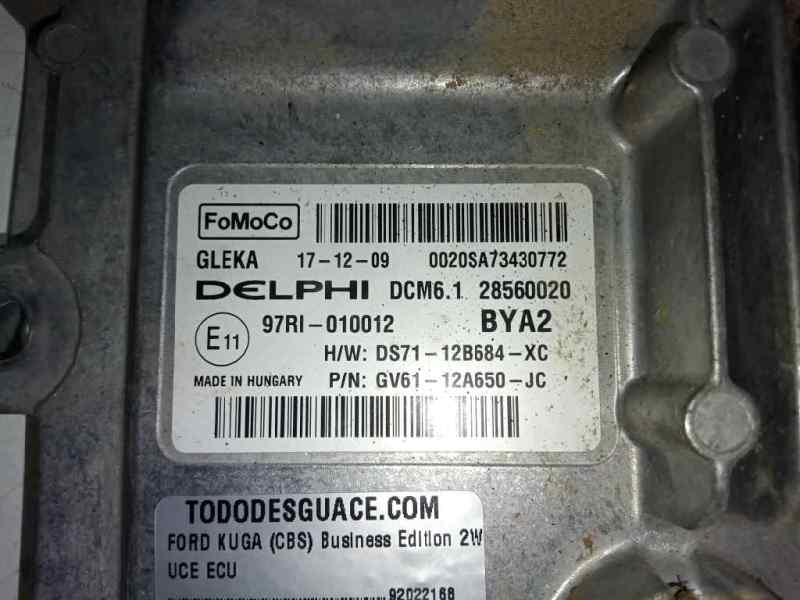 FoMoCo
GLEKA 17-12-09 0020SA73430772
DELPHI DCM6.1 28560020
E11 97RI-010012 BYA2
H/W: DS71-12B684-XC
MADE IN HUNGARY P/N: GV61-12A650-JC
TODODESGUACE.COM
FORD KUGA (CBS) Business Edition 2W
UCE ECU
92022168